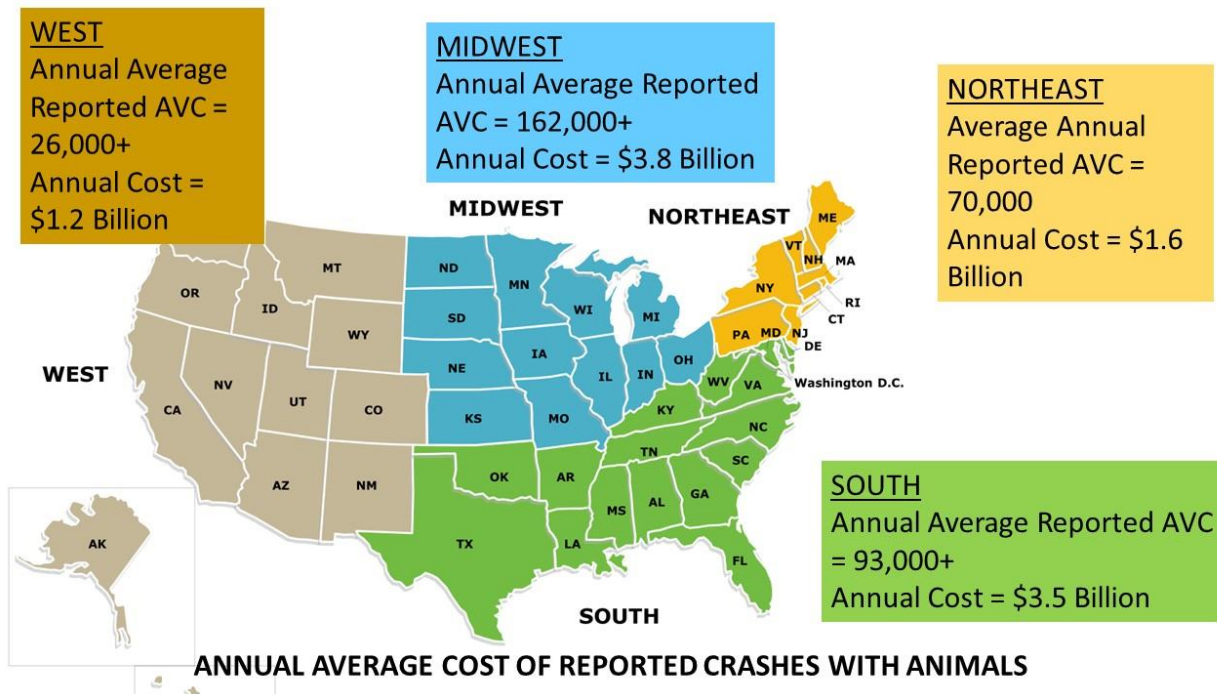 WEST
Annual Average
Reported AVC =
26,000+
Annual Cost =
$1.2 Billion
MIDWEST
Annual Average Reported
AVC = 162,000+
Annual Cost = $3.8 Billion
NORTHEAST
Average Annual
Reported AVC =
70,000
Annual Cost = $1.6
Billion
MIDWEST
NORTHEAST
WEST
SOUTH
MT
ND
MN
ME
VT
NH
MA
OR
ID
WY
SD
WI
MI
NY
RI
CT
PA
MD
NJ
DE
NE
IA
IL
IN
OH
WV
VA
Washington D.C.
CA
NV
UT
CO
KS
MO
KY
NC
TN
SC
AZ
NM
OK
AR
MS
AL
GA
TX
LA
FL
AK
SOUTH
Annual Average Reported AVC
= 93,000+
Annual Cost = $3.5 Billion
ANNUAL AVERAGE COST OF REPORTED CRASHES WITH ANIMALS